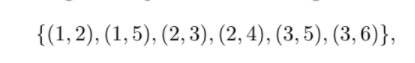 {(1, 2), (1, 5), (2, 3), (2, 4), (3, 5), (3, 6)},